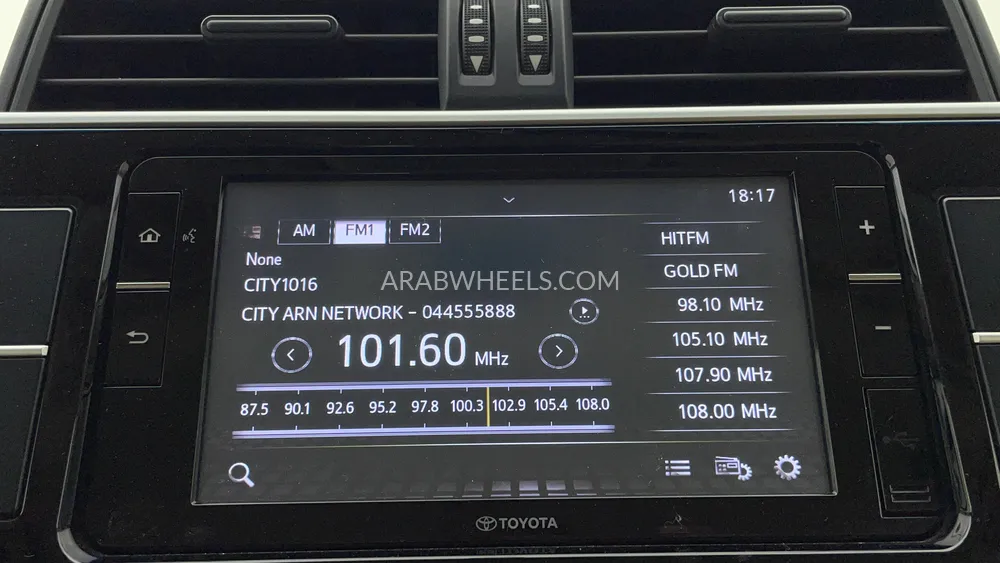 18:17
AM FM1 FM2
None
CITY1016
CITY ARN NETWORK - 044555888
101.60 MHz
87.5 90.1 92.6 95.2 97.8 100.3 102.9 105.4 108.0
HITFM
GOLD FM
98.10 MHz
105.10 MHz
107.90 MHz
108.00 MHz
ARABWHEELS.COM
+
-
TOYOTA